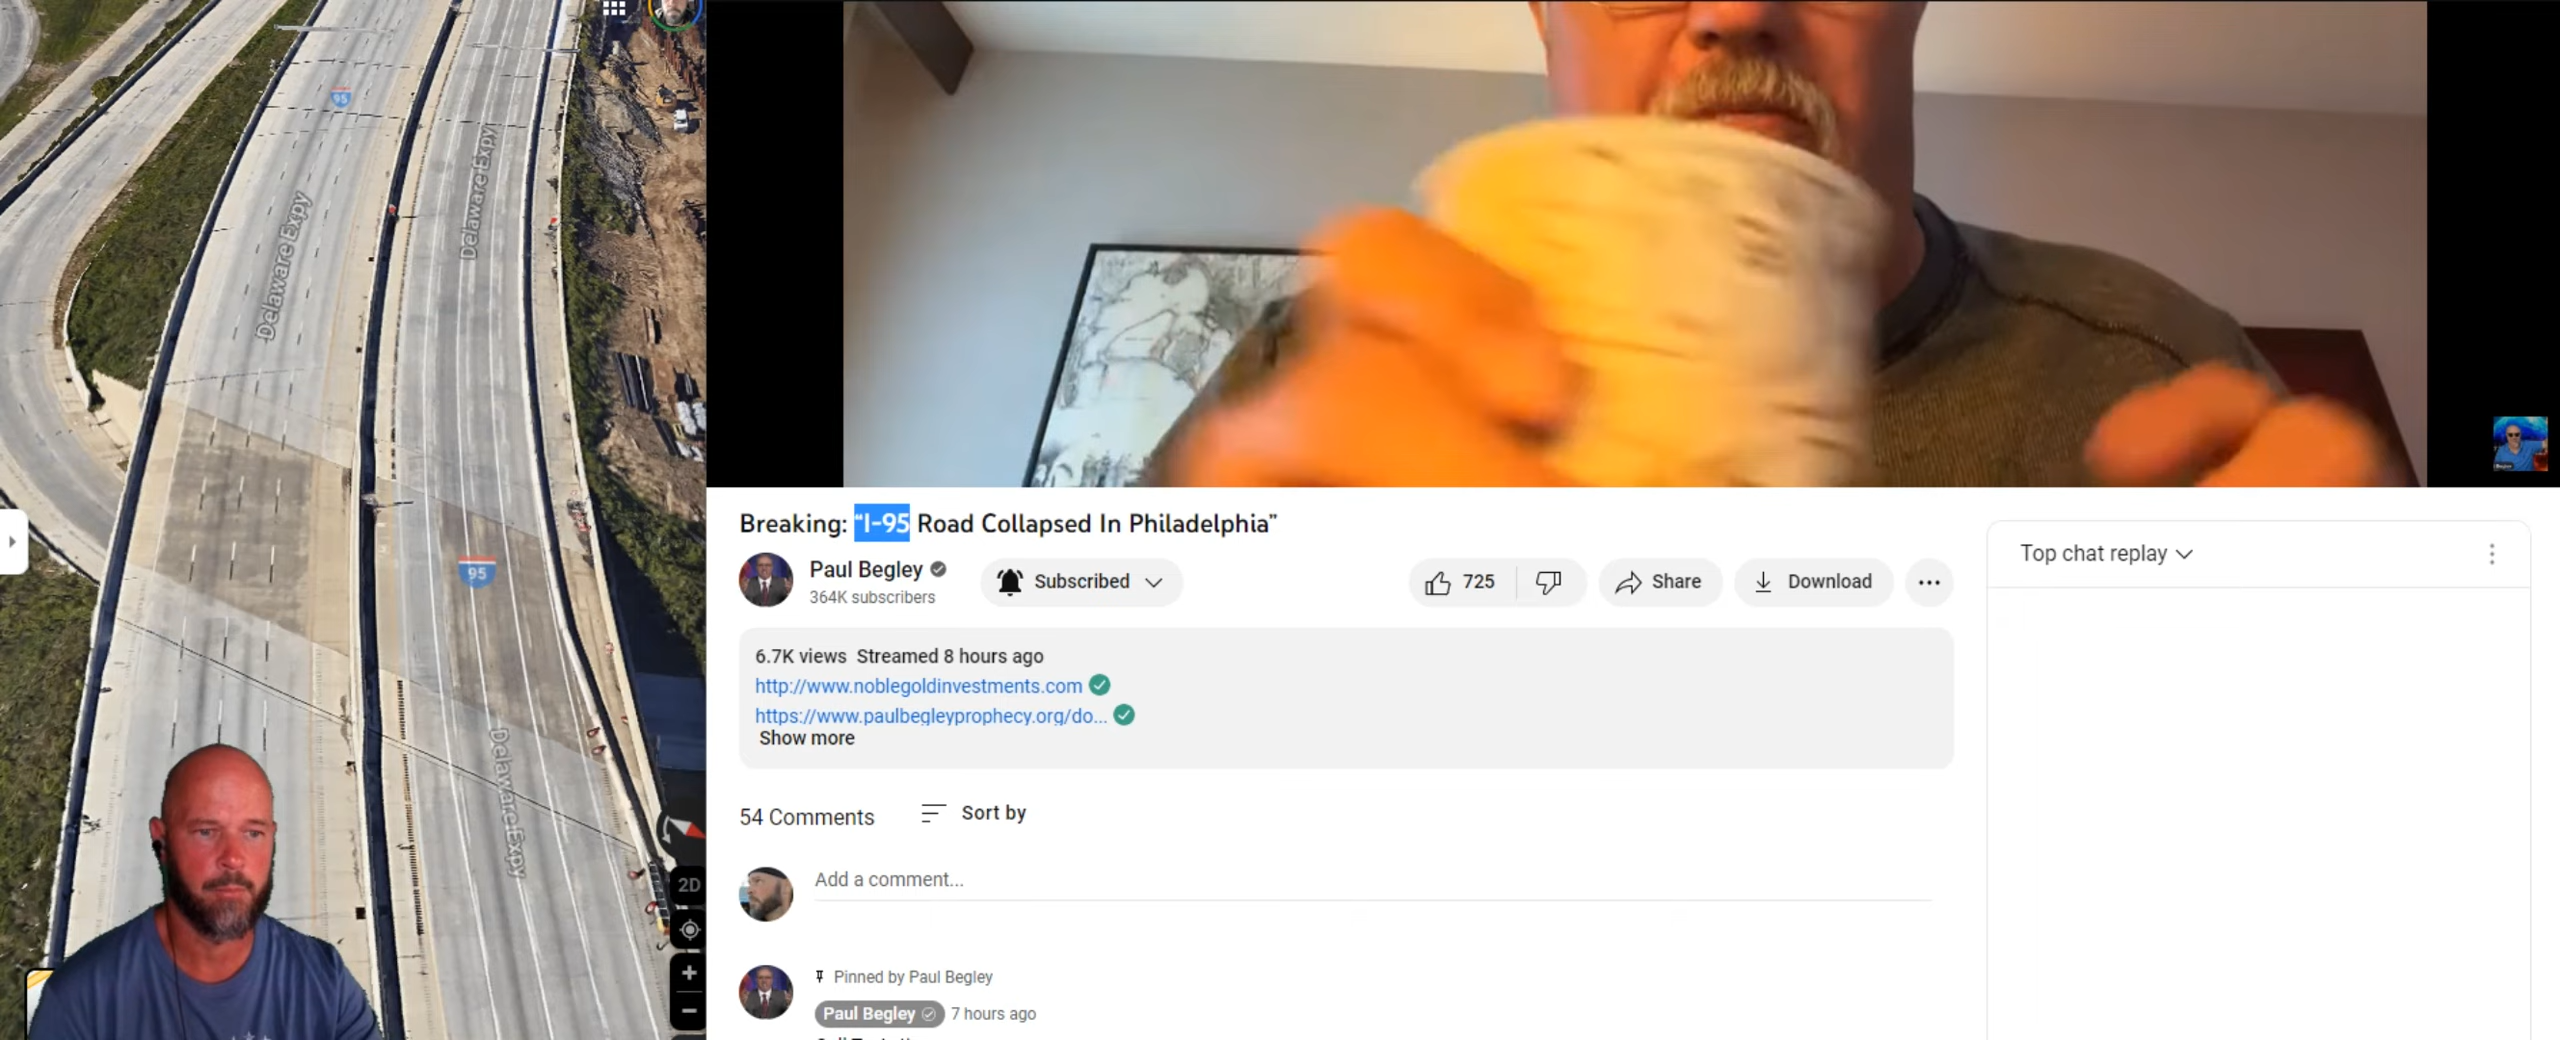 95
Delaware Expy
Delaware Expy
95
Delaware Expy
2D
Breaking: “I-95 Road Collapsed In Philadelphia”
Paul Begley
364K subscribers
Subscribed
725
Share
Download
6.7K views Streamed 8 hours ago
http://www.noblegoldinvestments.com
https://www.paulbegleyprophecy.org/do...
Show more
54 Comments
Sort by
Add a comment...
Pinned by Paul Begley
Paul Begley 7 hours ago
Top chat replay